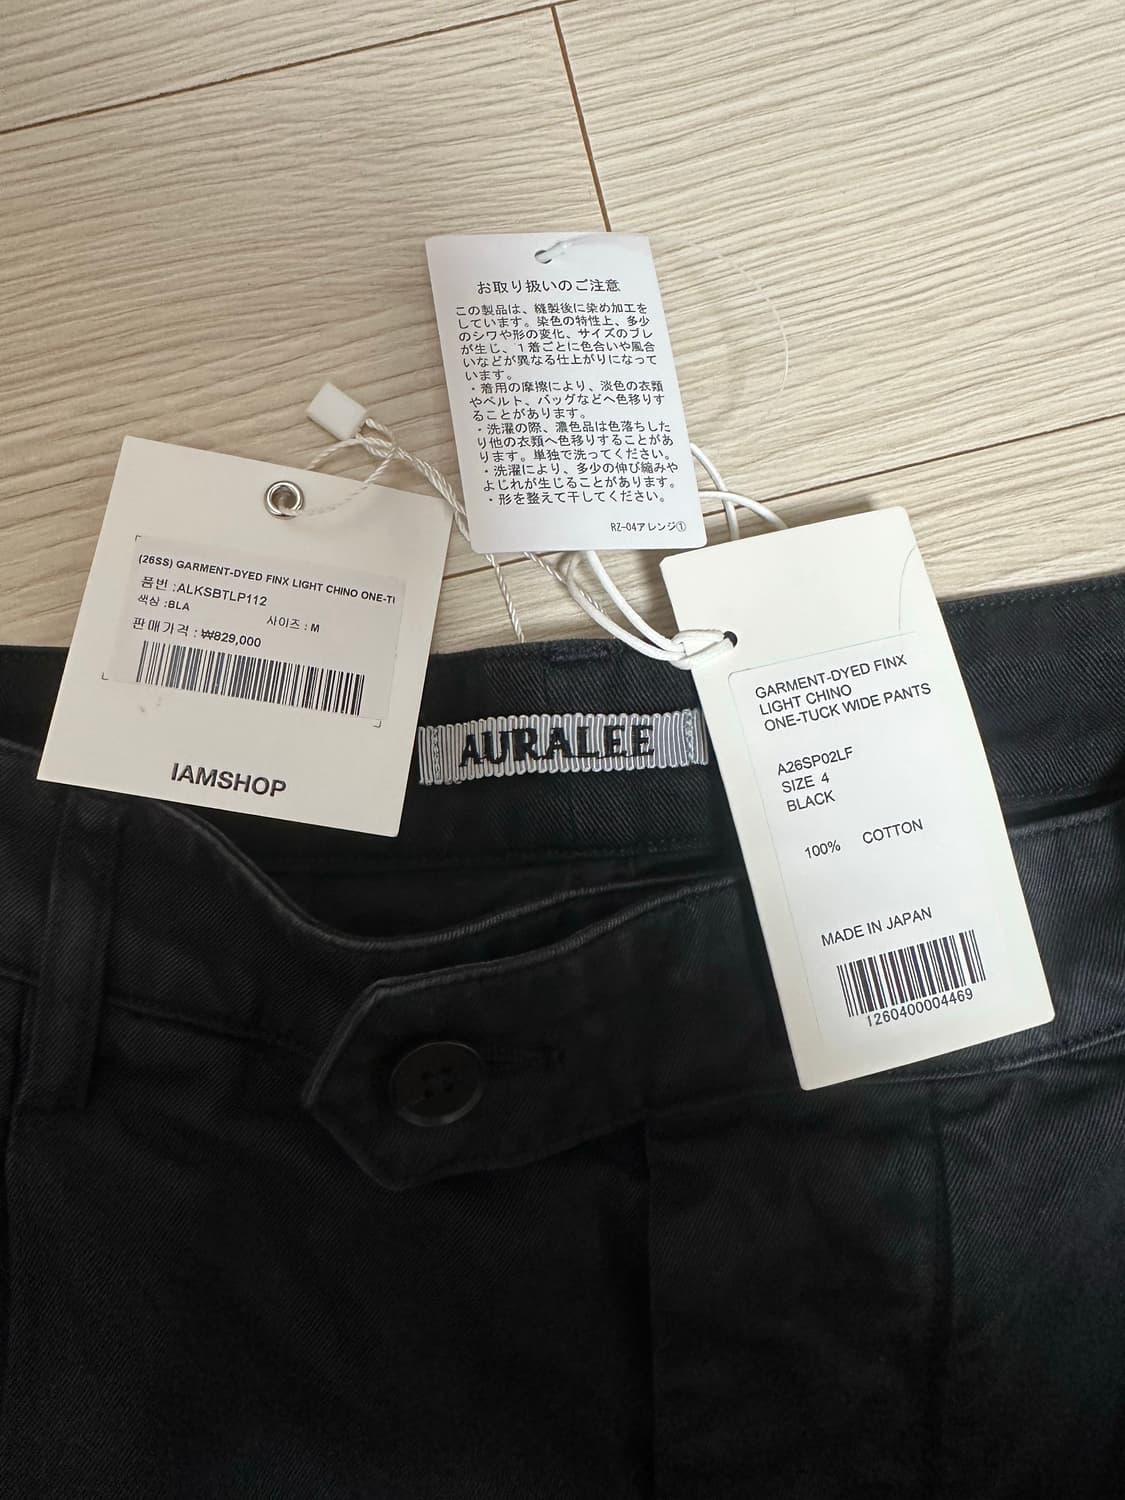 お取り扱いのご注意
この製品は、縫製後に染め加工を
しています。染色の特性上、多少
のシワや形の変化、サイズのブレ
が生じ、1着ごとに色合いや風合
いなどが異なる仕上がりになって
います。
・着用の摩擦により、淡色の衣類
やベルト、バッグなどへ色移りす
ることがあります。
・洗濯の際、濃色品は色落ちした
り他の衣類へ色移りすることがあ
ります。単独で洗ってください。
・洗濯により、多少の伸び縮みや
よじれが生じることがあります。
・形を整えて干してください。
RZ-04アレンジ①
(26SS) GARMENT-DYED FINX LIGHT CHINO ONE-TU
품번 :ALKSBTLP112
색상 :BLA
사이즈 : M
판매가격 : ₩829,000
IAMSHOP
AURALEE
GARMENT-DYED FINX
LIGHT CHINO
ONE-TUCK WIDE PANTS
A26SP02LF
SIZE 4
BLACK
100% COTTON
MADE IN JAPAN
1260400004469